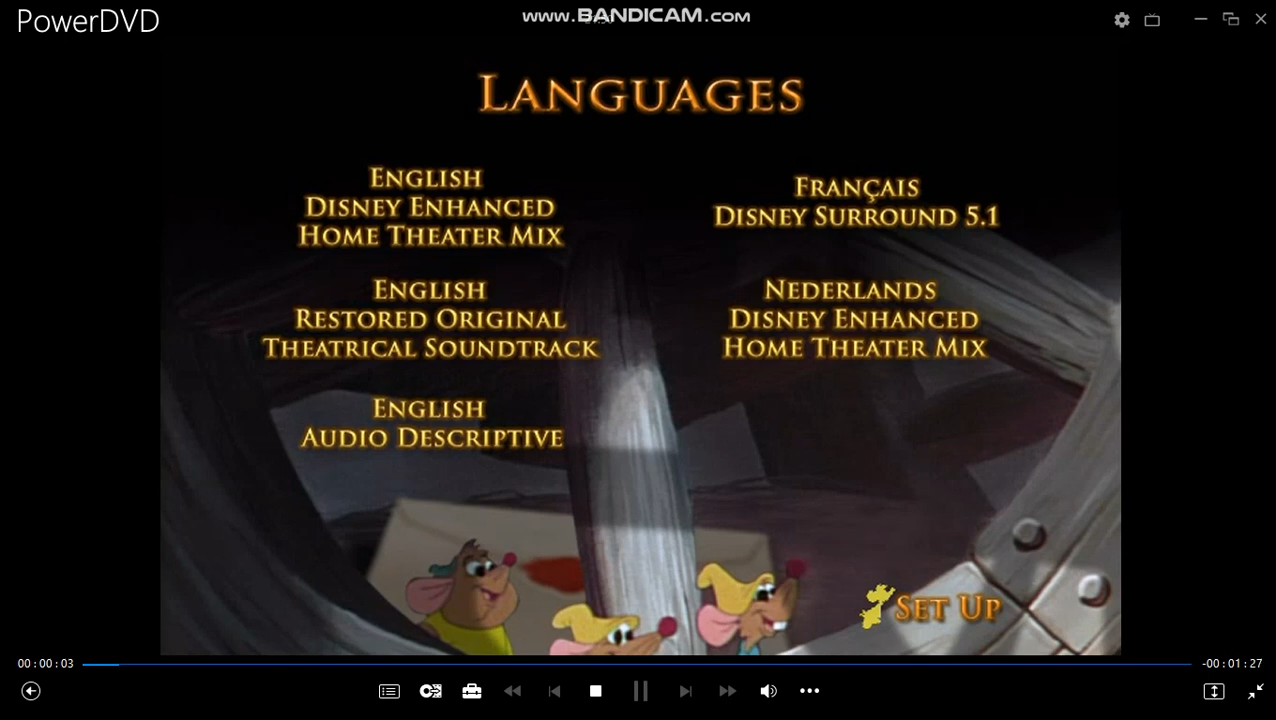 PowerDVD
www.BANDICAM.com
LANGUAGES
ENGLISH
DISNEY ENHANCED
HOME THEATER MIX
ENGLISH
RESTORED ORIGINAL
THEATRICAL SOUNDTRACK
ENGLISH
AUDIO DESCRIPTIVE
FRANÇAIS
DISNEY SURROUND 5.1
NEDERLANDS
DISNEY ENHANCED
HOME THEATER MIX
SET UP
00:00:03
-00:01:27